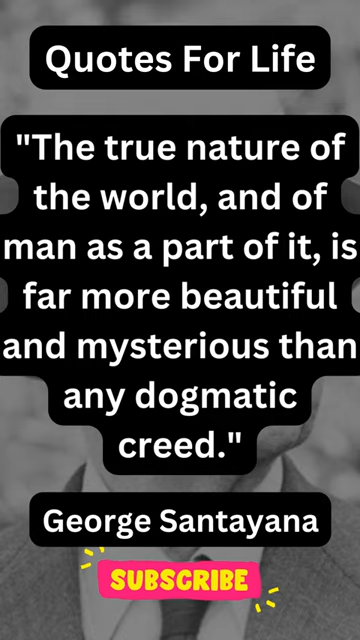 Quotes For Life
"The true nature of
the world, and of
man as a part of it, is
far more beautiful
and mysterious than
any dogmatic
creed."
George Santayana
SUBSCRIBE